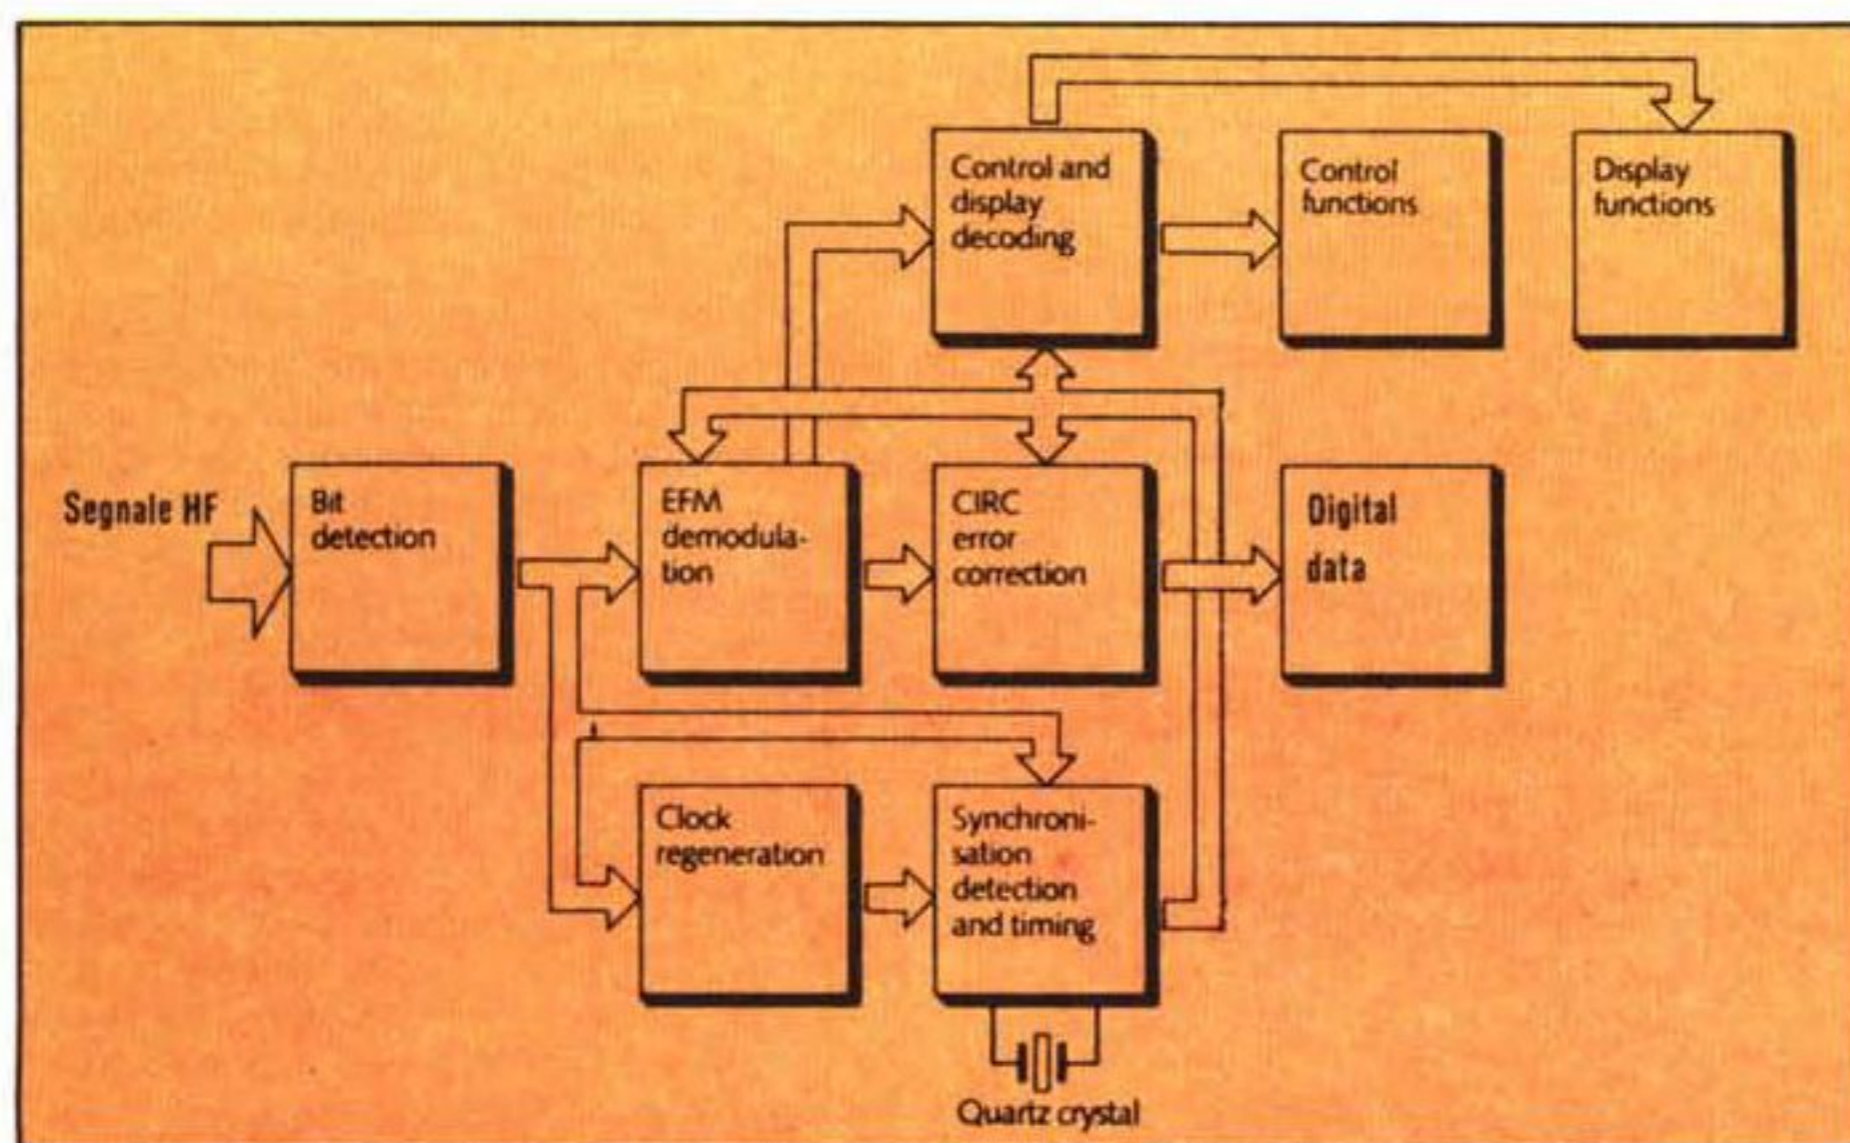 Control and
display
decoding
Control
functions
Display
functions
Segnale HF
Bit
detection
EFM
demodula-
tion
CIRC
error
correction
Digital
data
Clock
regeneration
Synchroni-
sation
detection
and timing
Quartz crystal